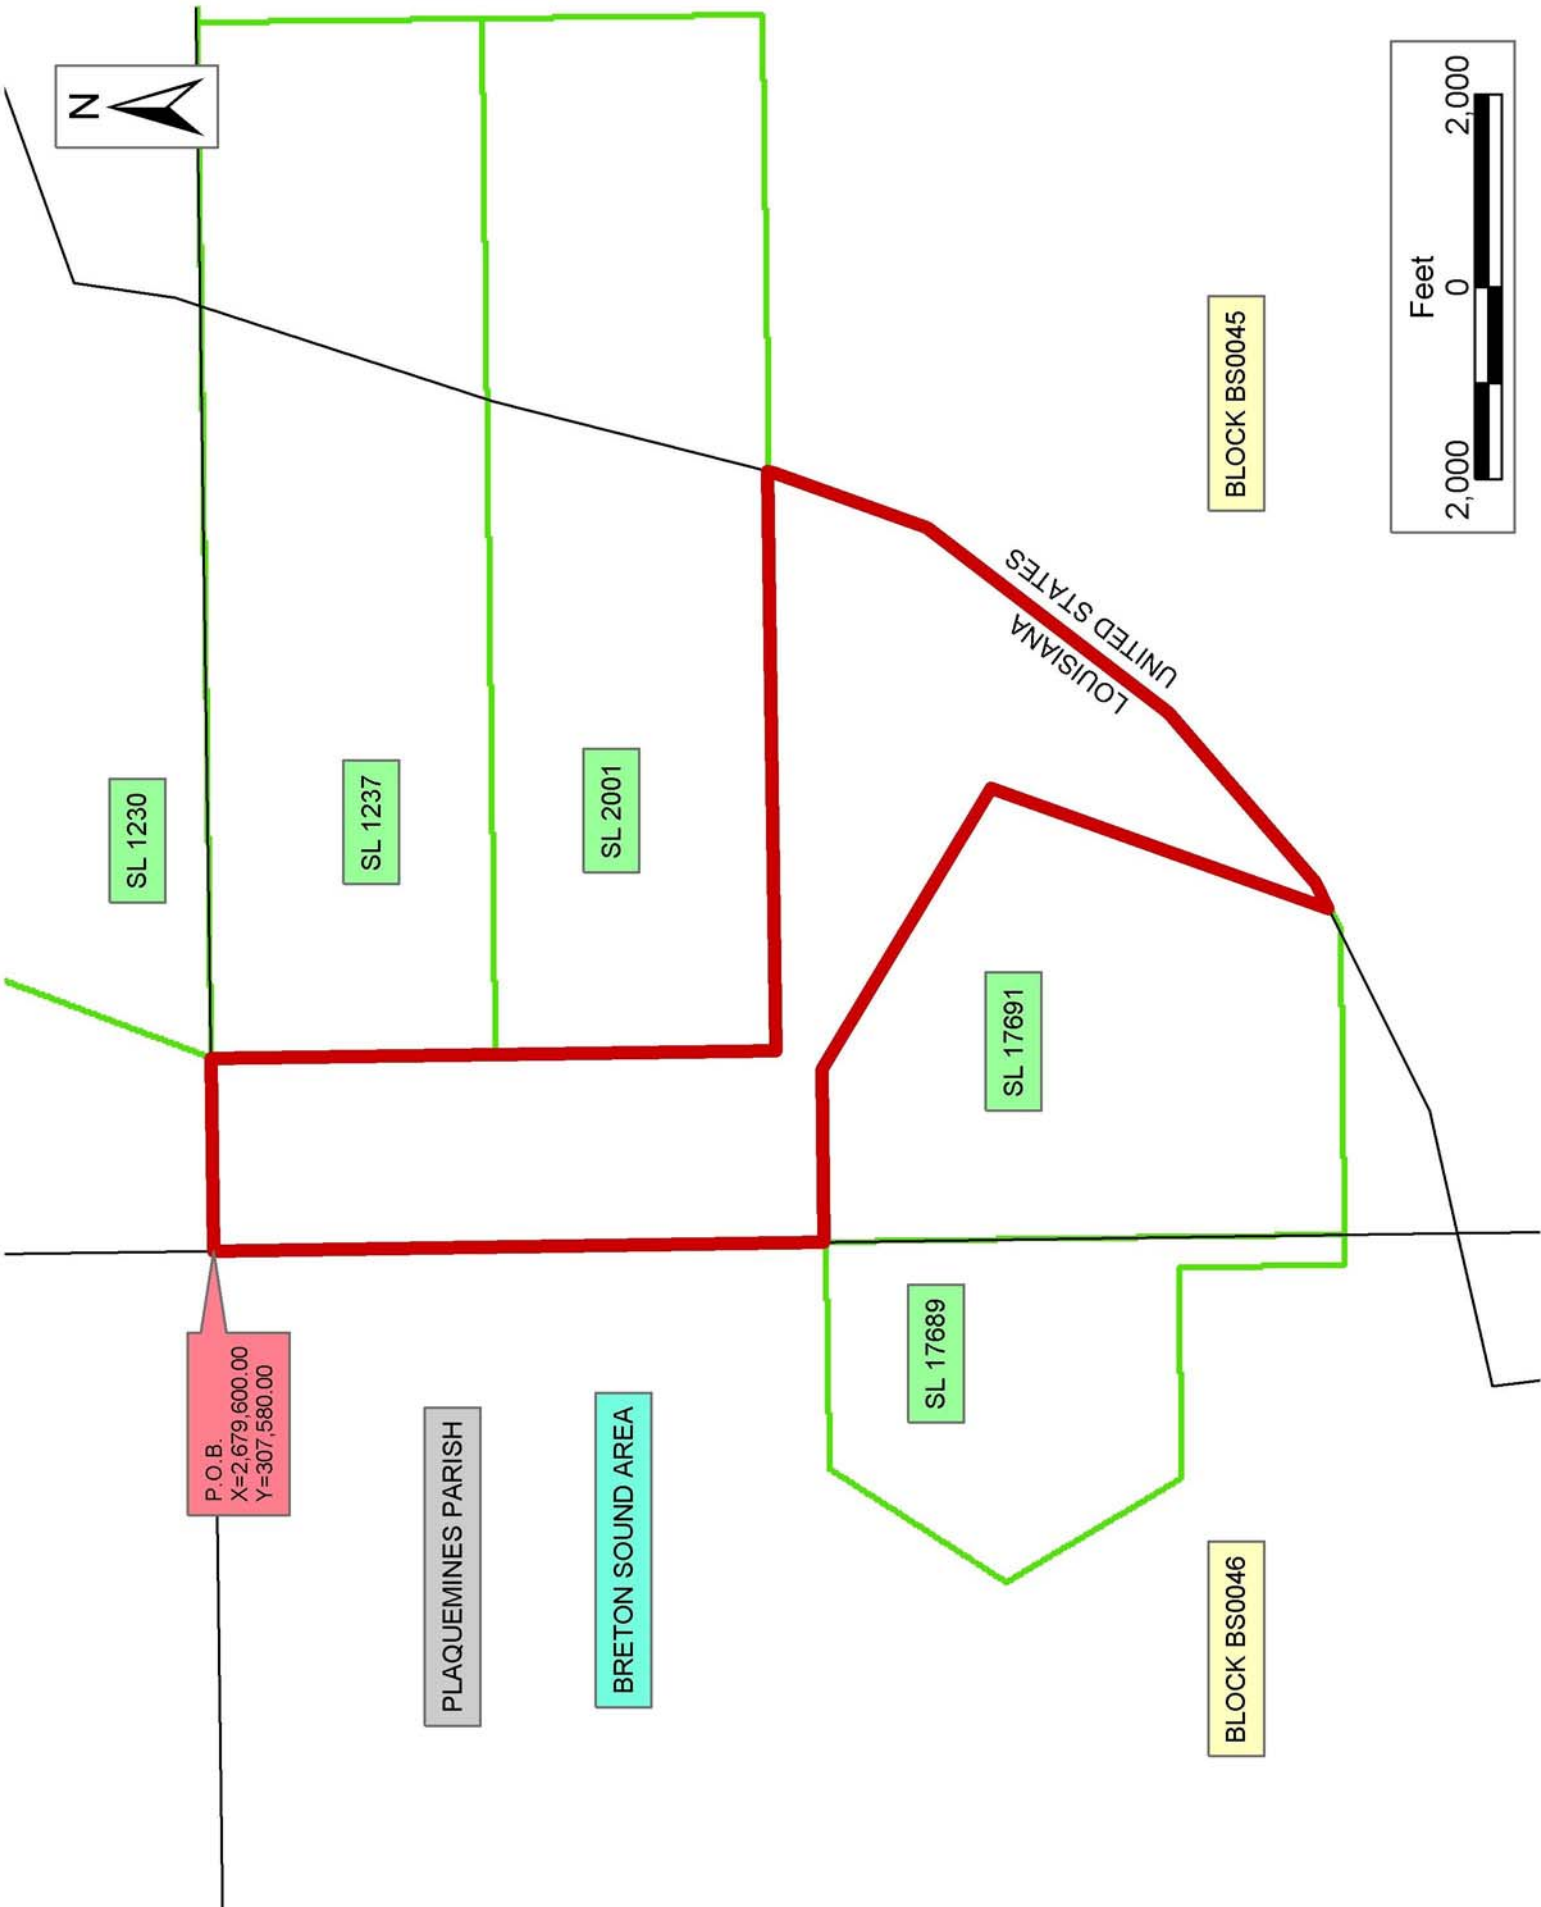 N
SL 1230
P.O.B.
X=2,679,600.00
Y=307,580.00
SL 1237
PLAQUEMINES PARISH
SL 2001
BRETON SOUND AREA
SL 17689
SL 17691
LOUISIANA
UNITED STATES
BLOCK BS0046
BLOCK BS0045
Feet
2,000 0 2,000